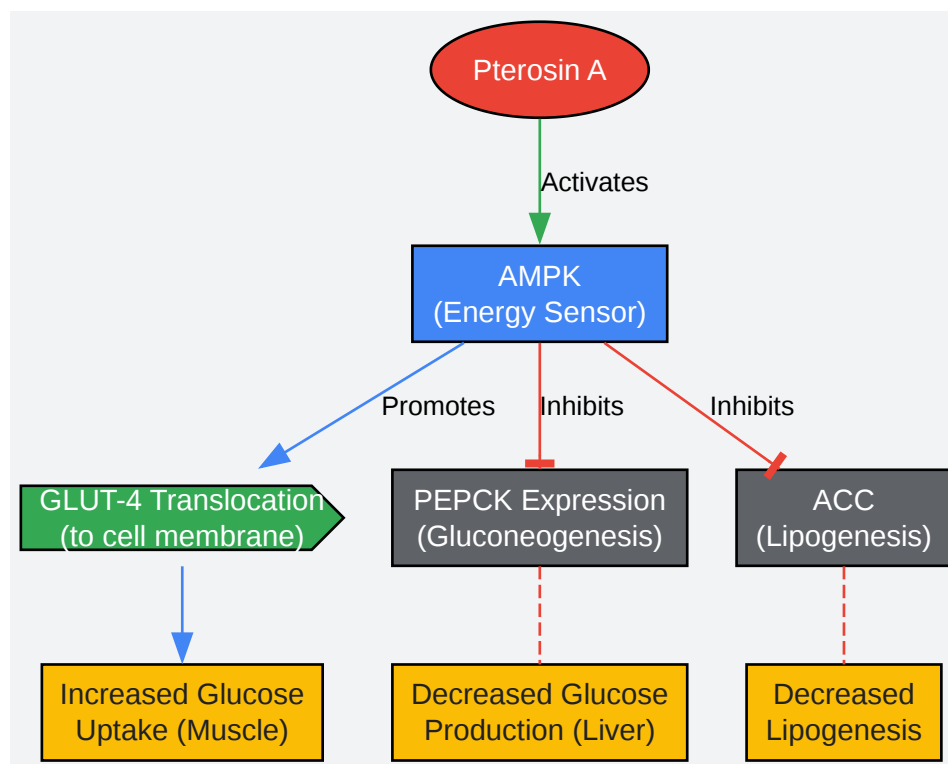 Pterosin A
Activates
AMPK
(Energy Sensor)
Promotes
Inhibits
Inhibits
GLUT-4 Translocation
(to cell membrane)
PEPCK Expression
(Gluconeogenesis)
ACC
(Lipogenesis)
Increased Glucose
Uptake (Muscle)
Decreased Glucose
Production (Liver)
Decreased
Lipogenesis